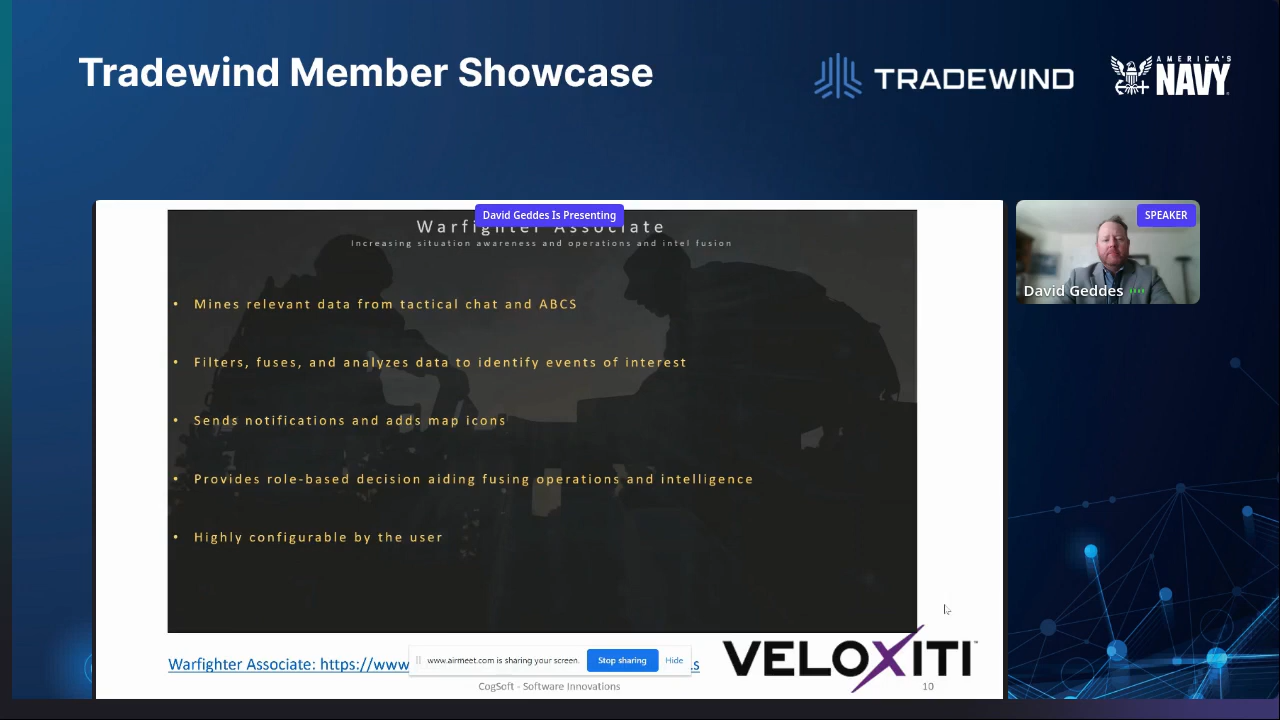 Tradewind Member Showcase
TRADEWIND
AMERICA'S
NAVY
David Geddes Is Presenting
SPEAKER
Warfighter Associate
Increasing situation awareness and operations and intel fusion
David Geddes
• Mines relevant data from tactical chat and ABCS
• Filters, fuses, and analyzes data to identify events of interest
• Sends notifications and adds map icons
• Provides role-based decision aiding fusing operations and intelligence
• Highly configurable by the user
Warfighter Associate: https://www
www.airmeet.com is sharing your screen.
Stop sharing
Hide
VELOXITI
CogSoft - Software Innovations
10